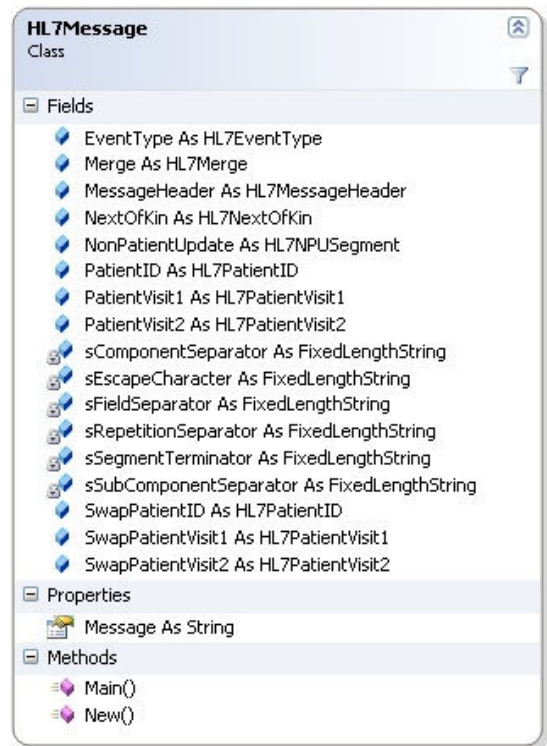 HL7Message
Class
Fields
EventType As HL7EventType
Merge As HL7Merge
MessageHeader As HL7MessageHeader
NextOfKin As HL7NextOfKin
NonPatientUpdate As HL7NPUSegment
PatientID As HL7PatientID
PatientVisit1 As HL7PatientVisit1
PatientVisit2 As HL7PatientVisit2
sComponentSeparator As FixedLengthString
sEscapeCharacter As FixedLengthString
sFieldSeparator As FixedLengthString
sRepetitionSeparator As FixedLengthString
sSegmentTerminator As FixedLengthString
sSubComponentSeparator As FixedLengthString
SwapPatientID As HL7PatientID
SwapPatientVisit1 As HL7PatientVisit1
SwapPatientVisit2 As HL7PatientVisit2
Properties
Message As String
Methods
Main()
New()